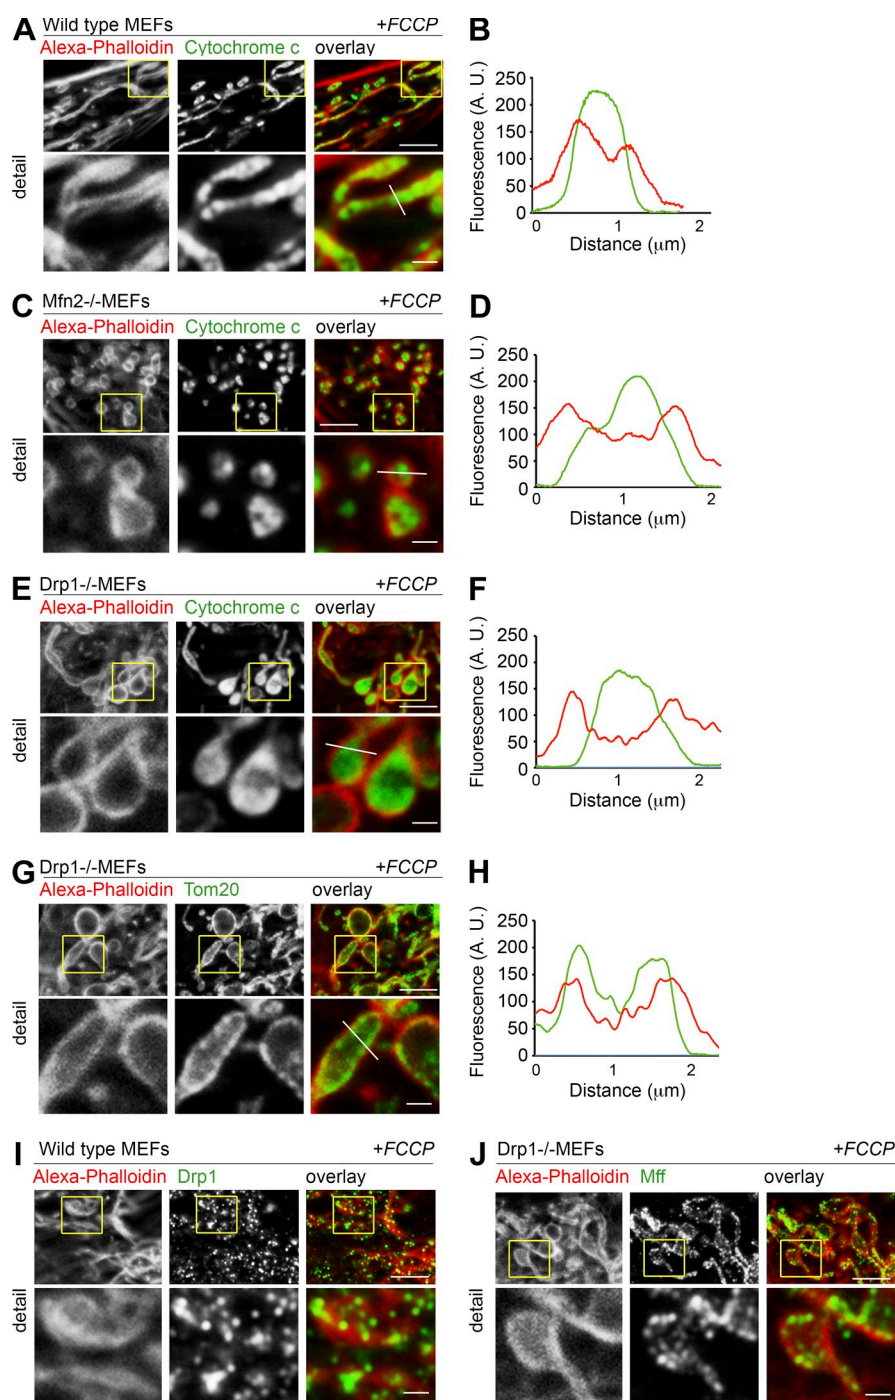 A Wild type MEFs +FCCP
Alexa-Phalloidin Cytochrome c overlay
detail
B
Fluorescence (A. U.)
250
200
150
100
50
0
0 1 2
Distance (μm)
C Mfn2-/-MEFs +FCCP
Alexa-Phalloidin Cytochrome c overlay
detail
D
Fluorescence (A. U.)
250
200
150
100
50
0
0 1 2
Distance (μm)
E Drp1-/-MEFs +FCCP
Alexa-Phalloidin Cytochrome c overlay
detail
F
Fluorescence (A. U.)
250
200
150
100
50
0
0 1 2
Distance (μm)
G Drp1-/-MEFs +FCCP
Alexa-Phalloidin Tom20 overlay
detail
H
Fluorescence (A. U.)
250
200
150
100
50
0
0 1 2
Distance (μm)
I Wild type MEFs +FCCP
Alexa-Phalloidin Drp1 overlay
detail
J Drp1-/-MEFs +FCCP
Alexa-Phalloidin Mff overlay
detail